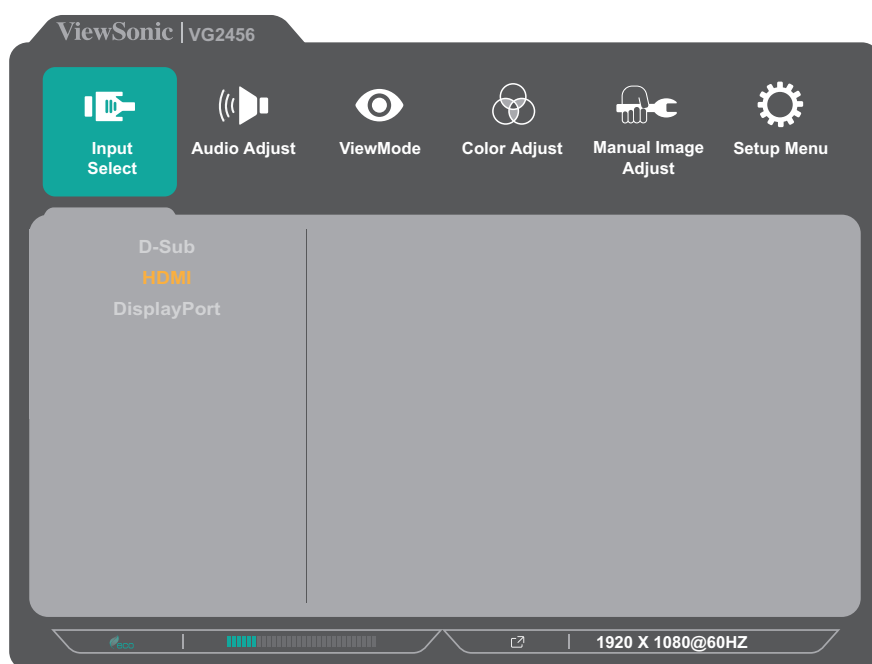 ViewSonic | VG2456
Input
Select
Audio Adjust
ViewMode
Color Adjust
Manual Image
Adjust
Setup Menu
D-Sub
HDMI
DisplayPort
eco
1920 X 1080@60HZ